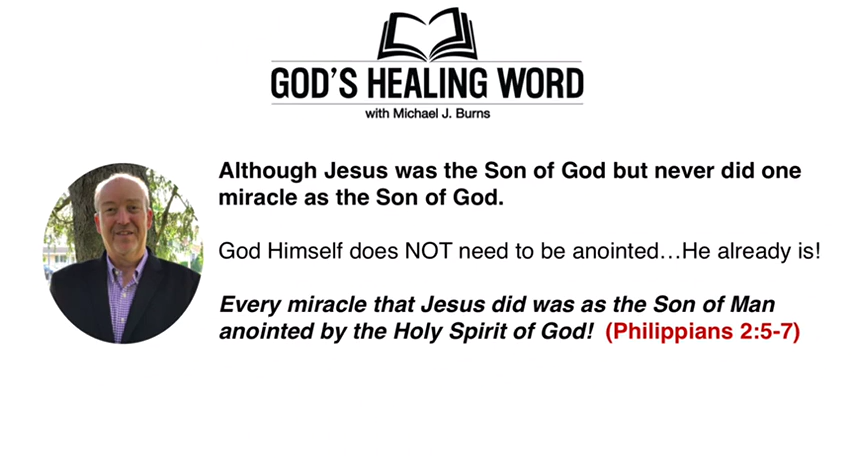 GOD'S HEALING WORD
with Michael J. Burns
Although Jesus was the Son of God but never did one
miracle as the Son of God.
God Himself does NOT need to be anointed…He already is!
Every miracle that Jesus did was as the Son of Man
anointed by the Holy Spirit of God!  (Philippians 2:5-7)